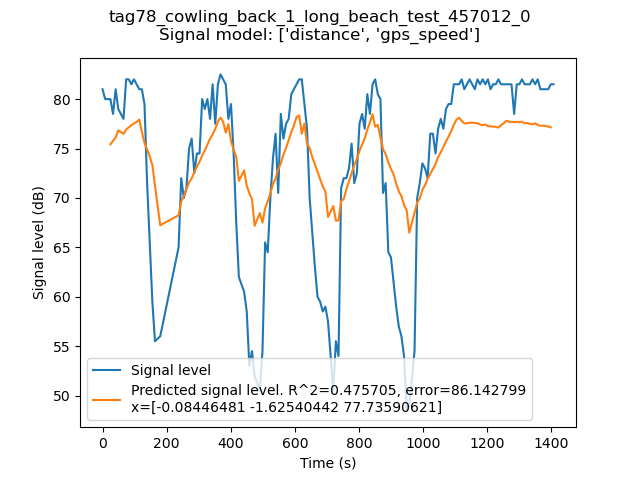 tag78_cowling_back_1_long_beach_test_457012_0
Signal model: ['distance', 'gps_speed']
Signal level (dB)
80
75
70
65
60
55
50
Signal level
Predicted signal level. R^2=0.475705, error=86.142799
x=[-0.08446481 -1.62540442 77.73590621]
0 200 400 600 800 1000 1200 1400
Time (s)